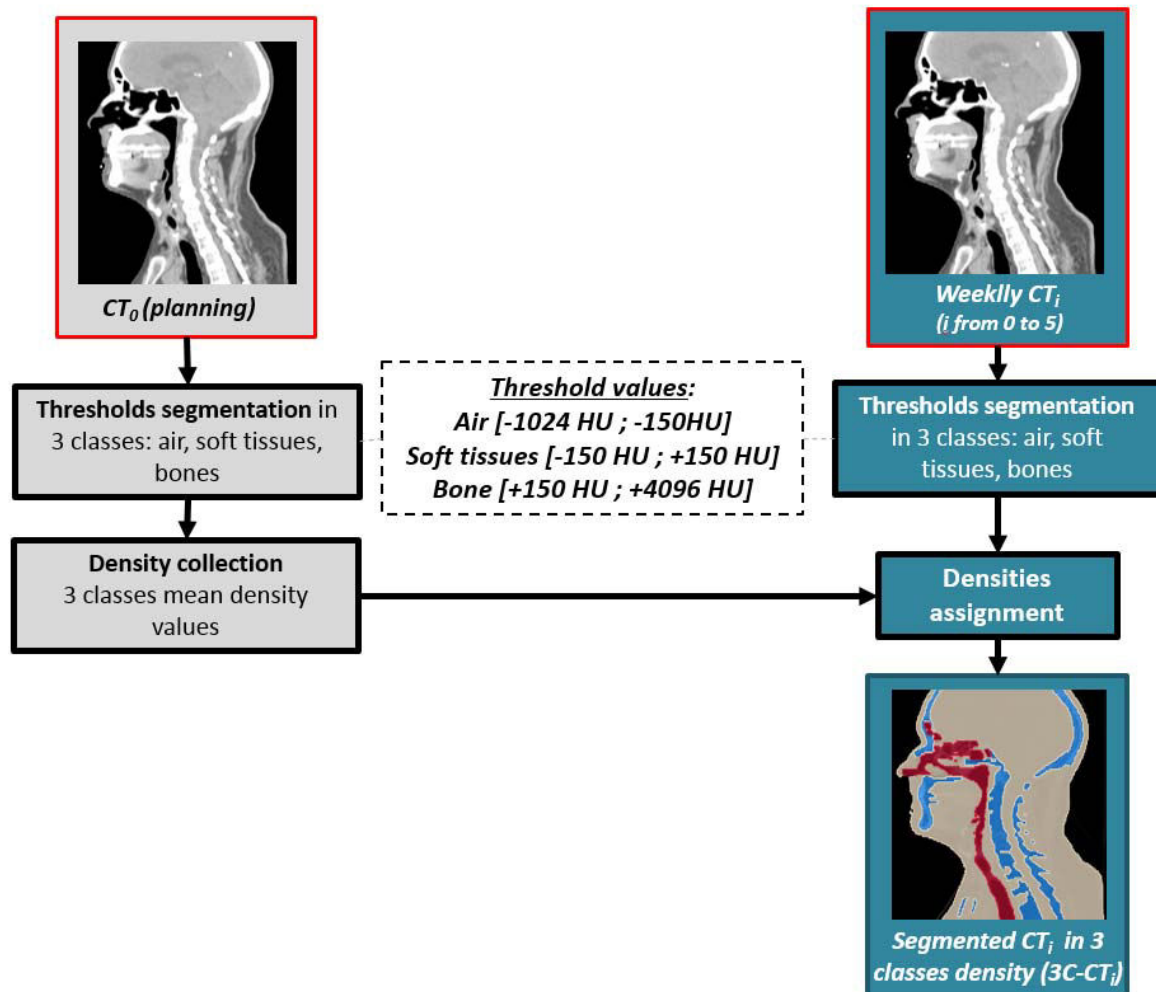 CT0 (planning)
Thresholds segmentation in
3 classes: air, soft tissues,
bones
Density collection
3 classes mean density
values
Threshold values:
Air [-1024 HU ; -150HU]
Soft tissues [-150 HU ; +150 HU]
Bone [+150 HU ; +4096 HU]
Weeklly CTi
(i from 0 to 5)
Thresholds segmentation
in 3 classes: air, soft
tissues, bones
Densities
assignment
Segmented CTi in 3
classes density (3C-CTi)